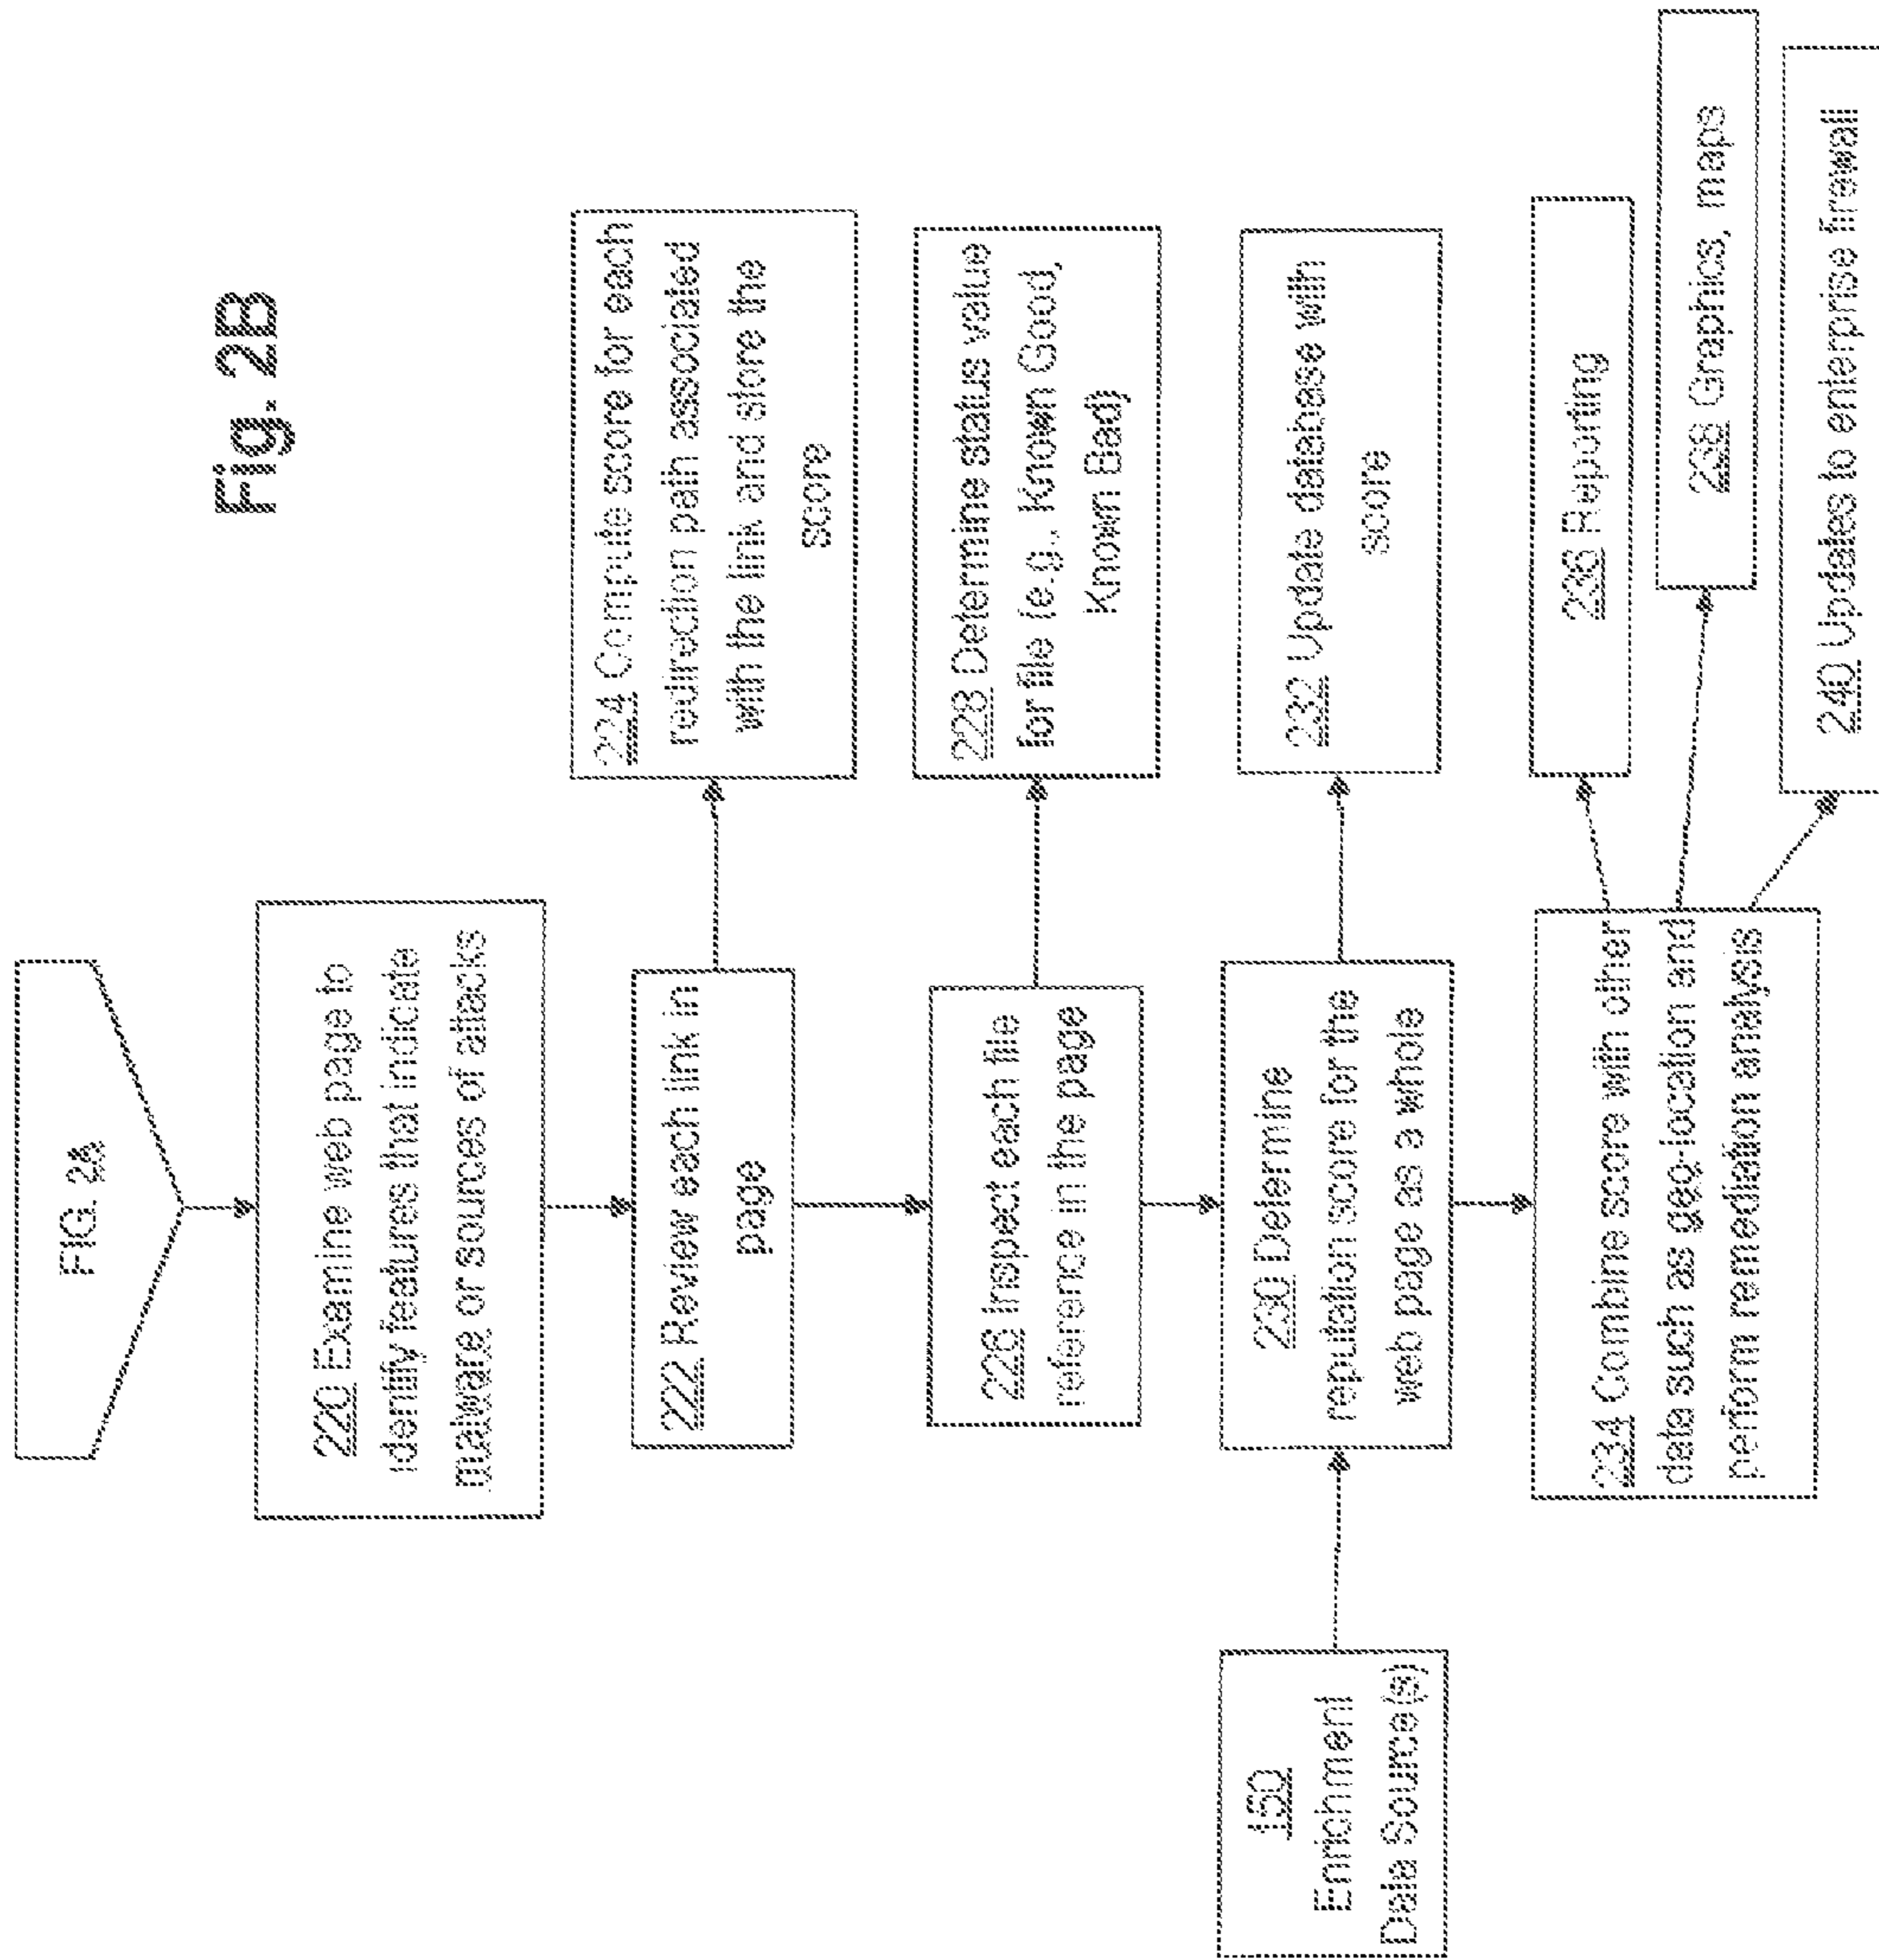 Fig. 2B
FIG. 2A
220 Examine web page to
identify features that indicate
malware or sources of attacks
222 Review each link in
page
224 Compute score for each
redirection path associated
with the link and store the
score
226 Inspect each file
reference in the page
228 Determine status value
for file (e.g., Known Good,
Known Bad)
150
Enrichment
Data Source(s)
230 Determine
reputation score for the
web page as a whole
232 Update database with
score
234 Combine score with other
data such as geo-location and
perform remediation analysis
236 Reporting
238 Graphics, maps
240 Updates to enterprise firewall